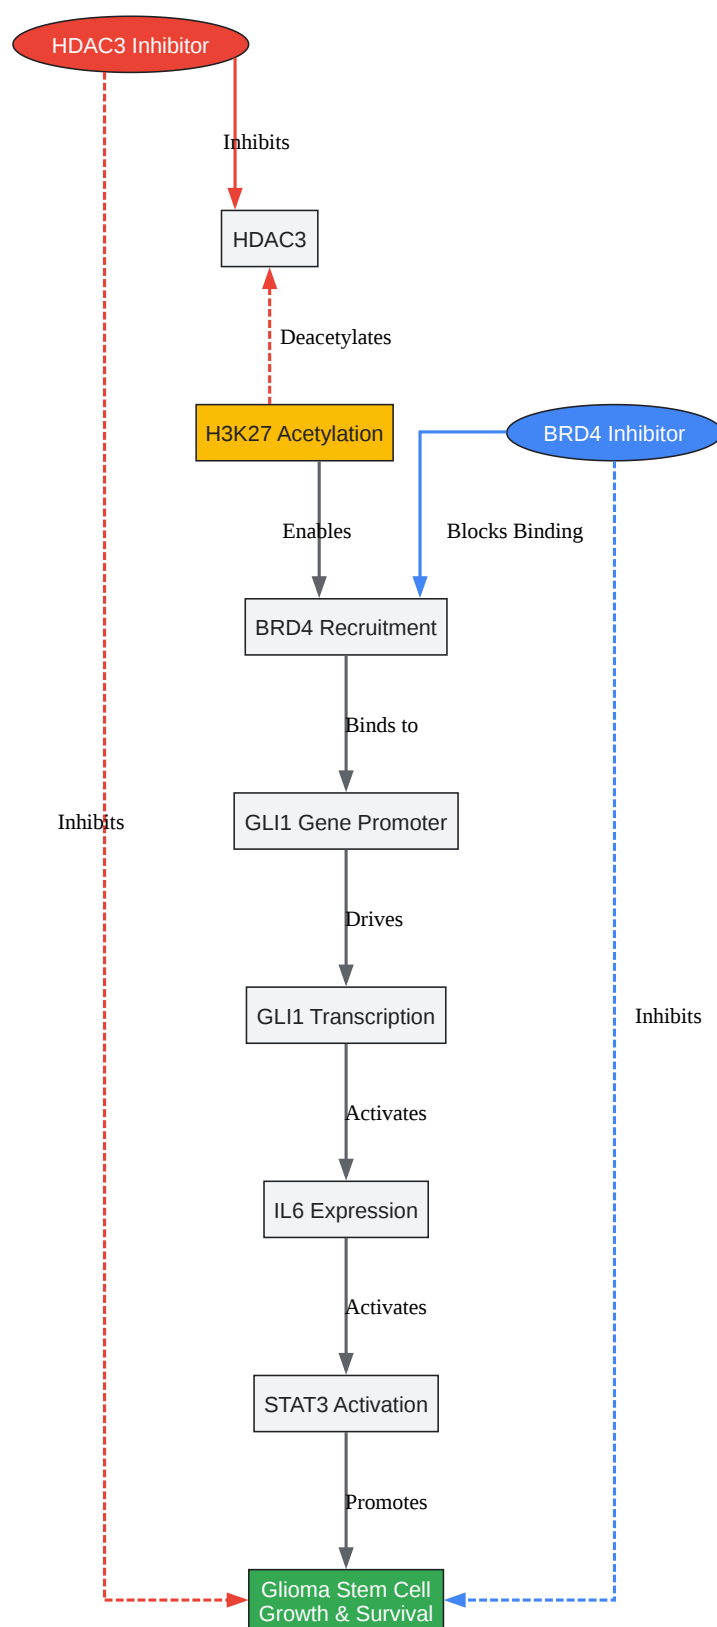 HDAC3 Inhibitor
Inhibits
HDAC3
Deacetylates
H3K27 Acetylation
BRD4 Inhibitor
Enables
Blocks Binding
BRD4 Recruitment
Binds to
Inhibits
GLI1 Gene Promoter
Drives
GLI1 Transcription
Inhibits
Activates
IL6 Expression
Activates
STAT3 Activation
Promotes
Glioma Stem Cell
Growth & Survival